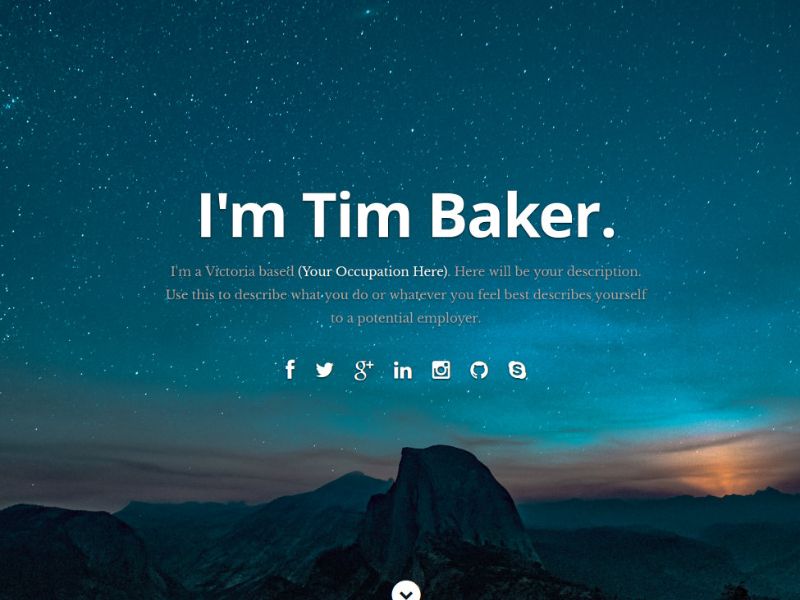 I'm Tim Baker.
I'm a Victoria based (Your Occupation Here). Here will be your description.
Use this to describe what you do or whatever you feel best describes yourself
to a potential employer.